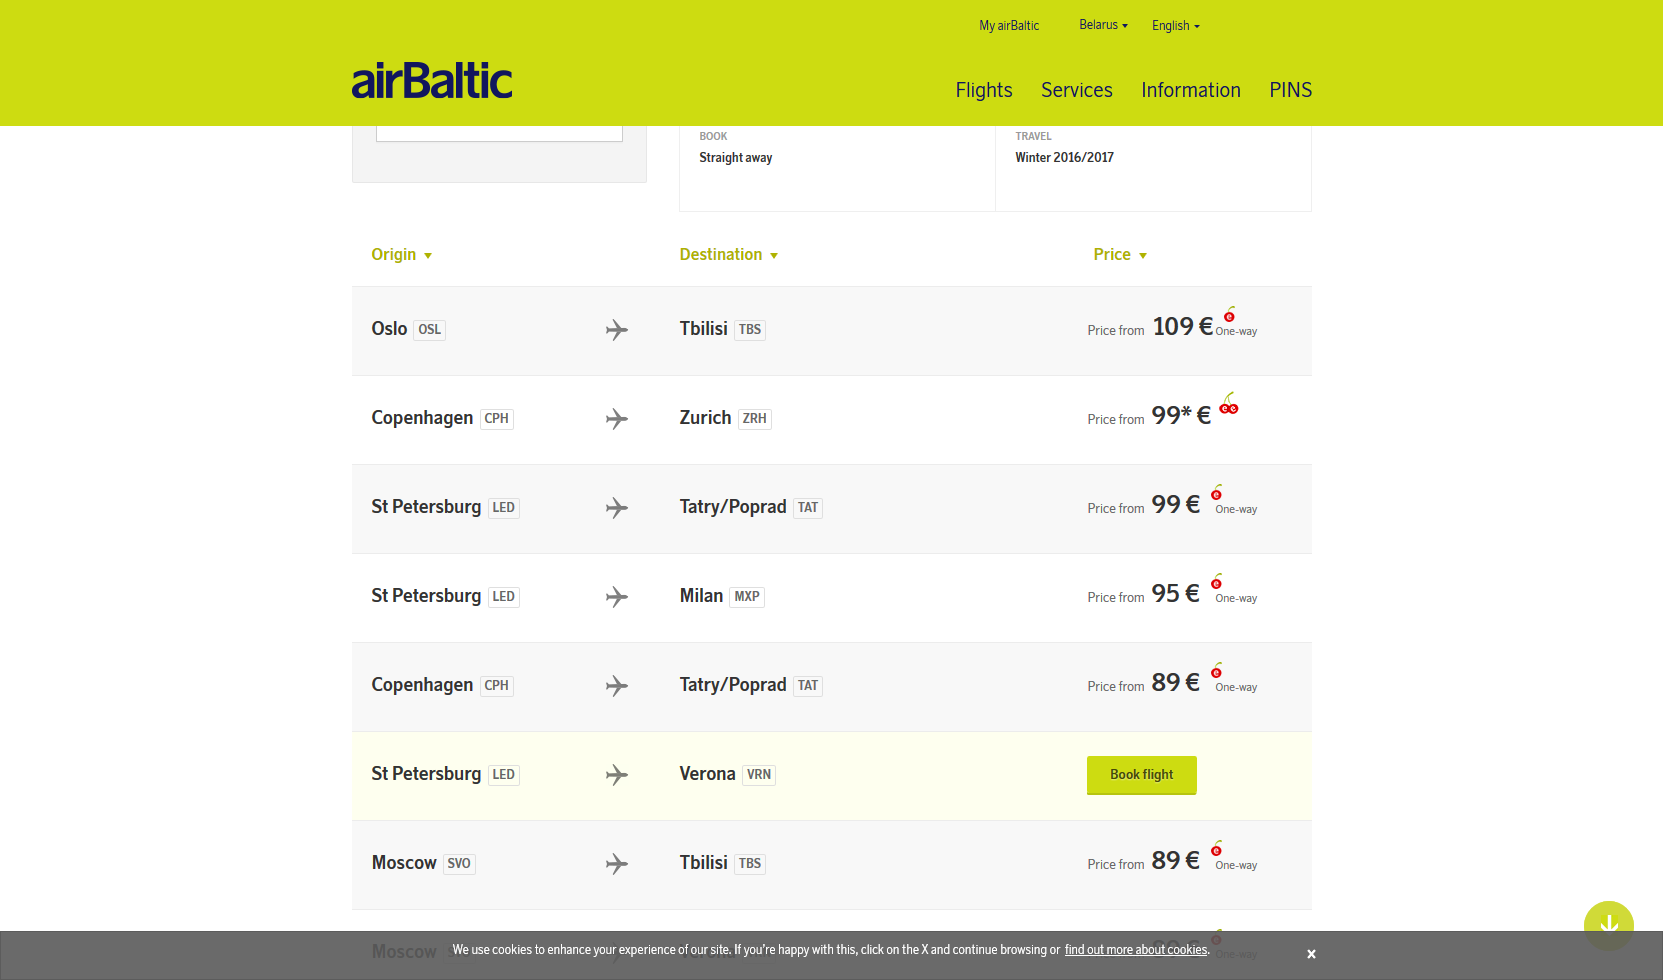 My airBaltic Belarus English
airBaltic
Flights Services Information PINS
BOOK
Straight away
TRAVEL
Winter 2016/2017
Origin Destination Price
Oslo OSL Tbilisi TBS Price from 109 € One-way
Copenhagen CPH Zurich ZRH Price from 99* €
St Petersburg LED Tatry/Poprad TAT Price from 99 € One-way
St Petersburg LED Milan MXP Price from 95 € One-way
Copenhagen CPH Tatry/Poprad TAT Price from 89 € One-way
St Petersburg LED Verona VRN Book flight
Moscow SVO Tbilisi TBS Price from 89 € One-way
Moscow One-way
We use cookies to enhance your experience of our site. If you're happy with this, click on the X and continue browsing or find out more about cookies. x